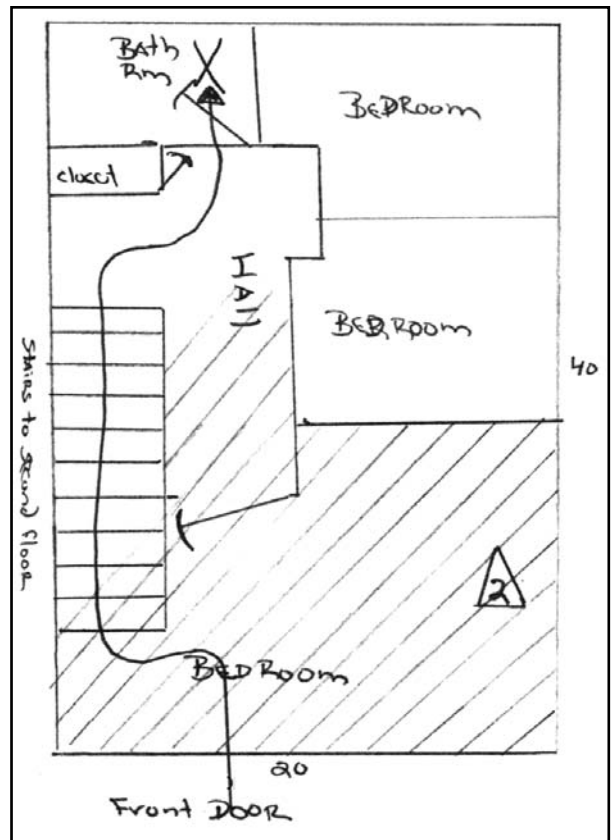 BAth
Rm
BEDROOM
closet
HAll
BEDROOM
40
Stairs to Second Floor
2
BEDROOM
20
Front DOOR